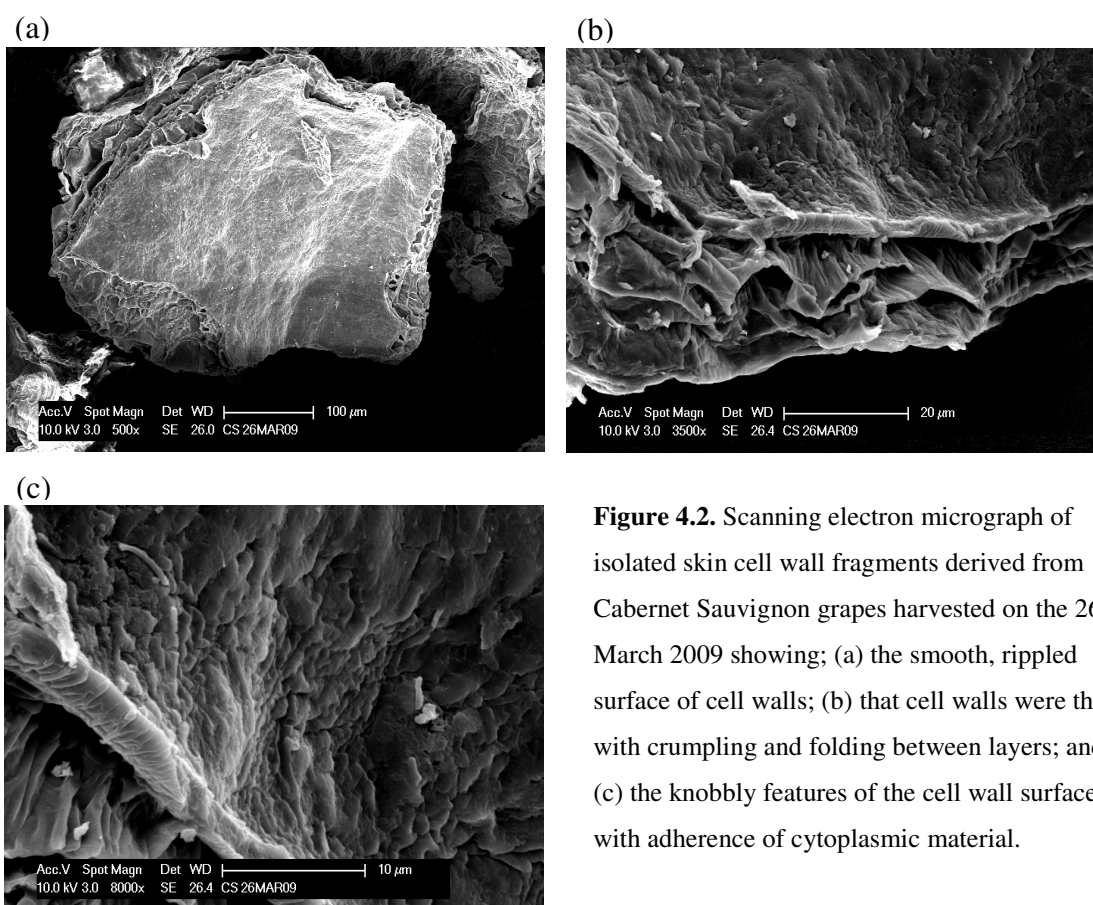 (a)
Acc.V Spot Magn Det WD 100 µm
10.0 kV 3.0 500x SE 26.0 CS 26MAR09
(b)
Acc.V Spot Magn Det WD 20 µm
10.0 kV 3.0 3500x SE 26.4 CS 26MAR09
(c)
Acc.V Spot Magn Det WD 10 µm
10.0 kV 3.0 8000x SE 26.4 CS 26MAR09
Figure 4.2. Scanning electron micrograph of
isolated skin cell wall fragments derived from
Cabernet Sauvignon grapes harvested on the
March 2009 showing; (a) the smooth, rippled
surface of cell walls; (b) that cell walls were
with crumpling and folding between layers;
(c) the knobbly features of the cell wall surface
with adherence of cytoplasmic material.